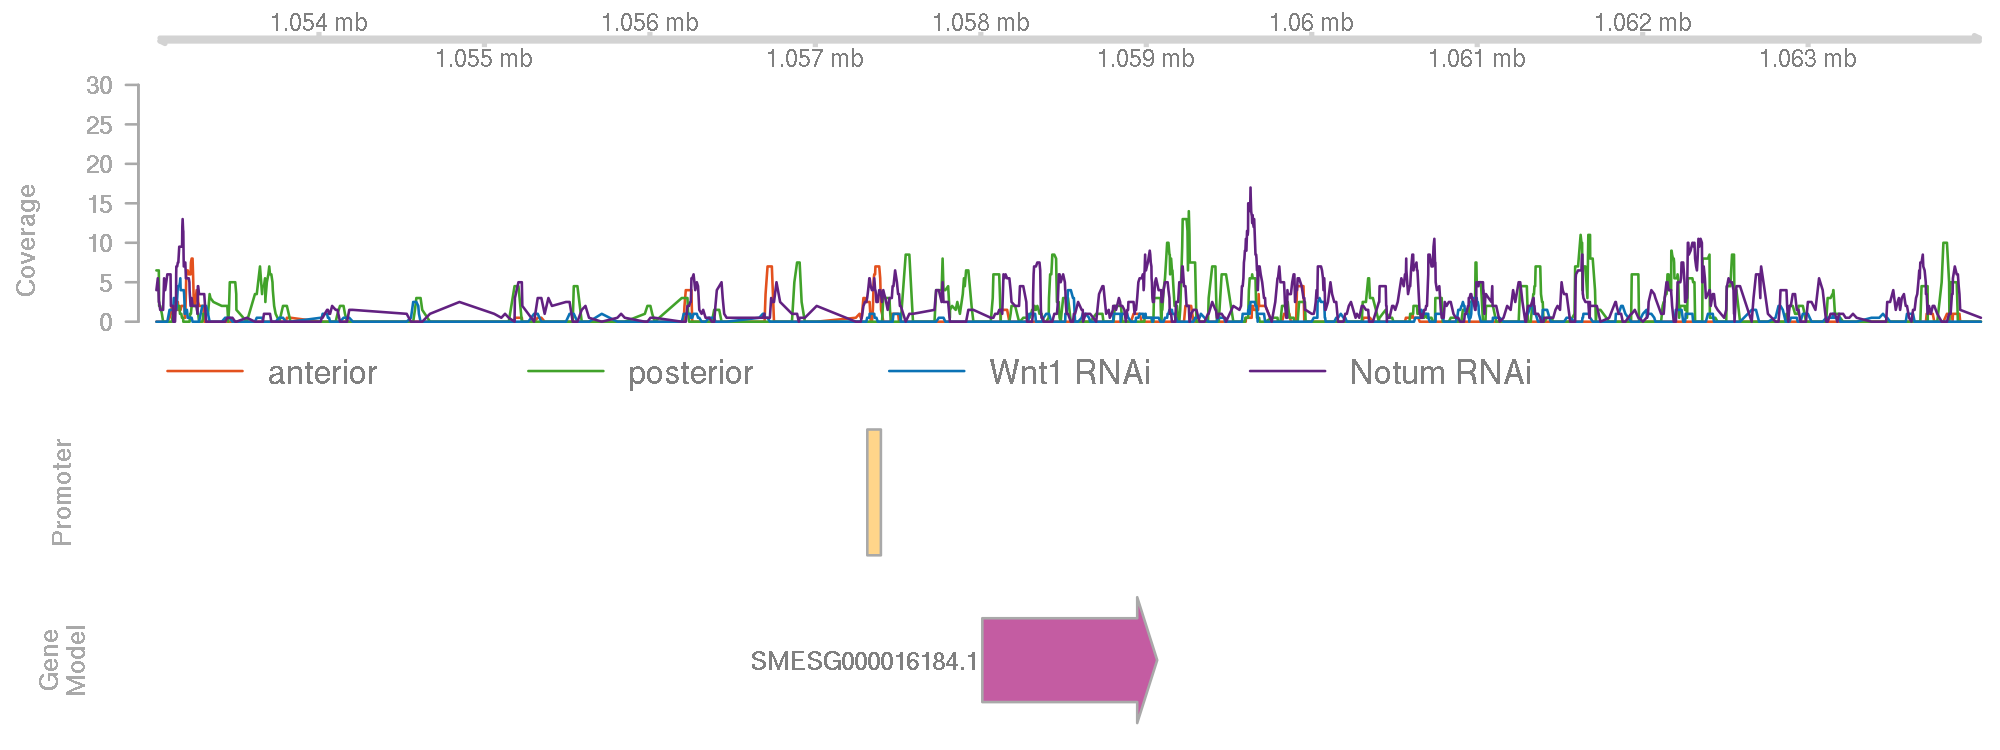 1.054 mb 1.056 mb 1.058 mb 1.06 mb 1.062 mb
1.055 mb 1.057 mb 1.059 mb 1.061 mb 1.063 mb
30
25
20
15
10
5
0
Coverage
anterior posterior Wnt1 RNAi Notum RNAi
Promoter
Gene
Model
SMESG000016184.1